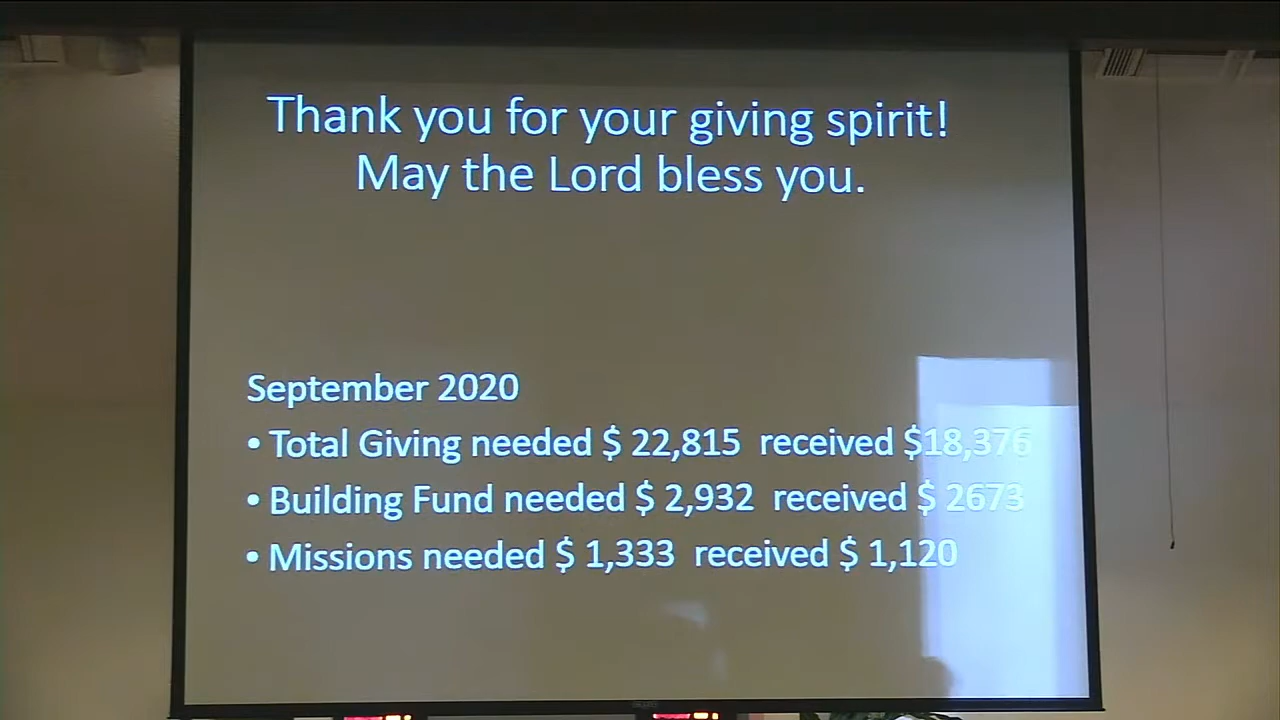 Thank you for your giving spirit!
May the Lord bless you.
September 2020
• Total Giving needed $ 22,815  received $18,376
• Building Fund needed $ 2,932  received $ 2673
• Missions needed $ 1,333  received $ 1,120